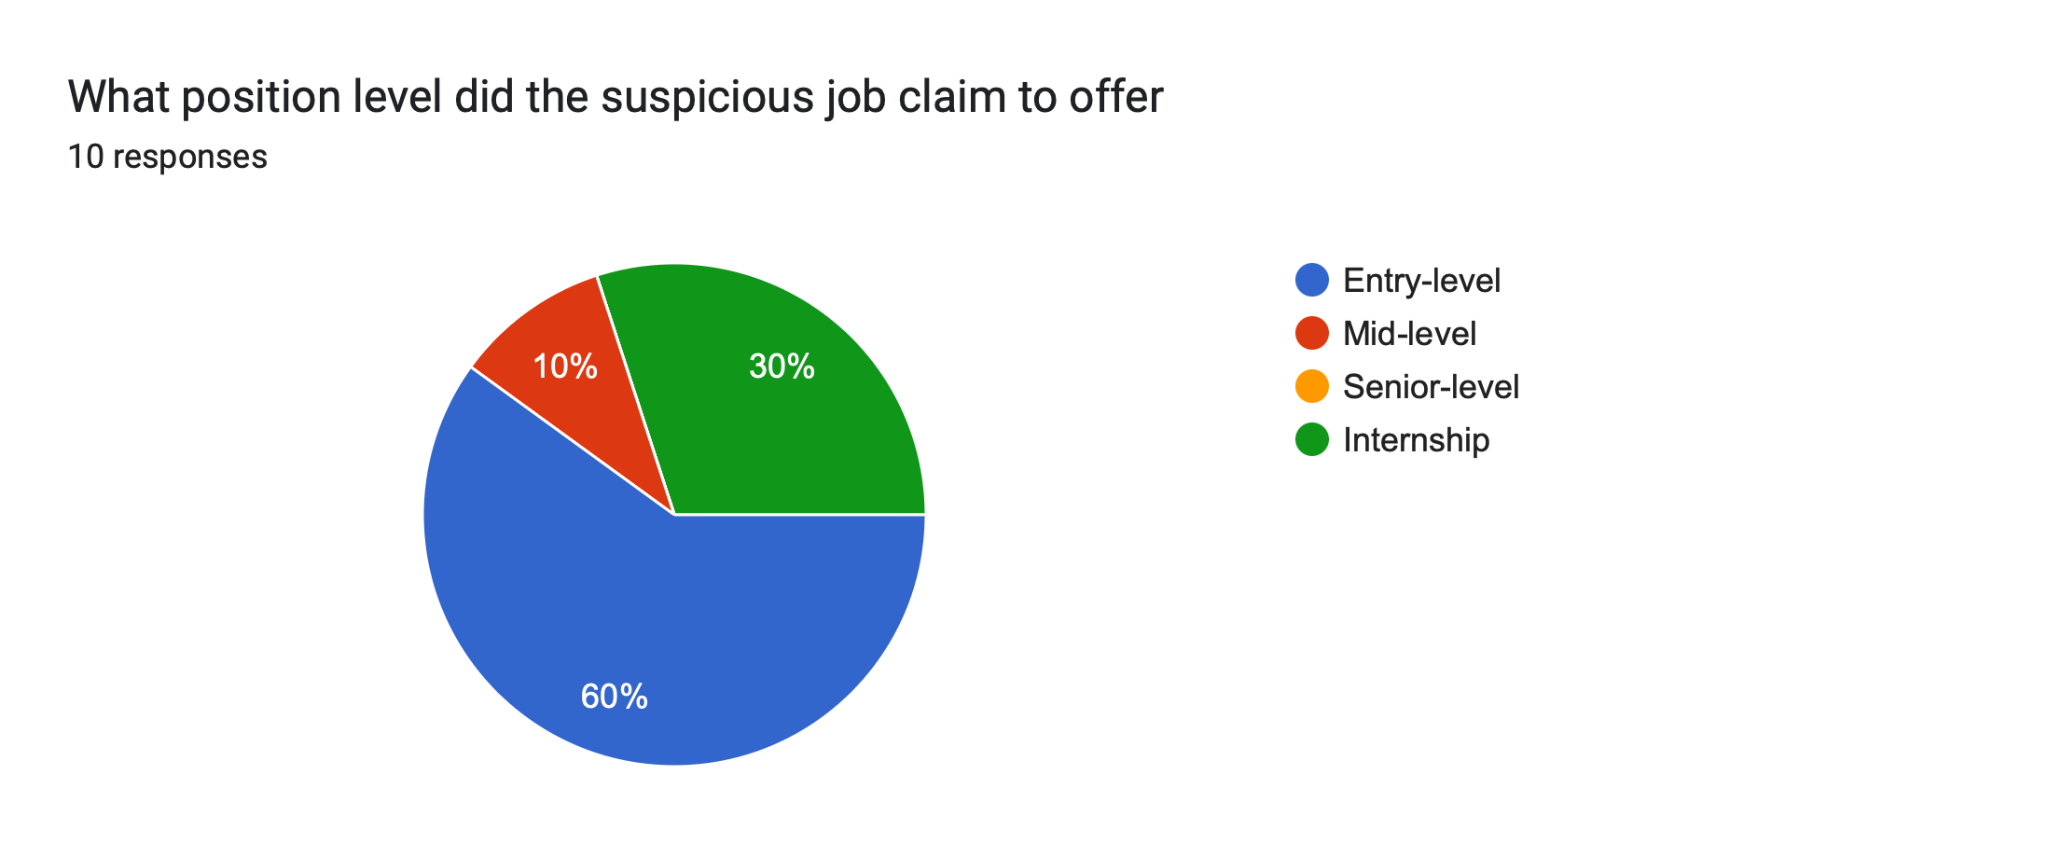 What position level did the suspicious job claim to offer
10 responses
10%
30%
60%
Entry-level
Mid-level
Senior-level
Internship